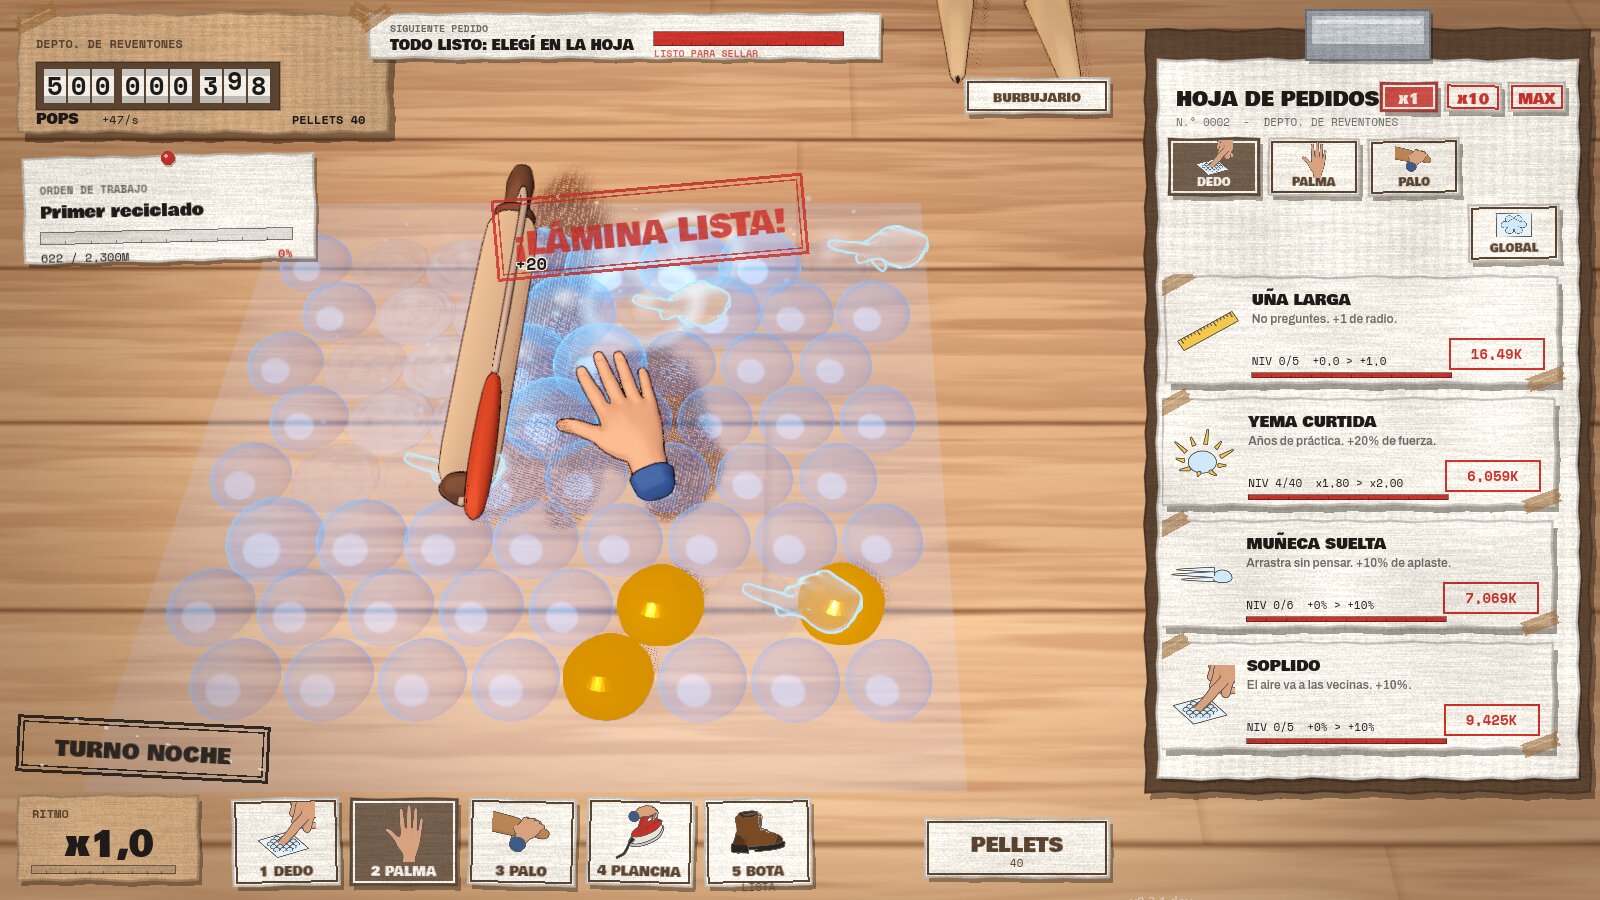 DEPTO. DE REVENTONES
500 000 398
POPS +47/s PELLETS 40
SIGUIENTE PEDIDO
TODO LISTO: ELEGÍ EN LA HOJA
LISTO PARA SELLAR
BURBUJARIO
ORDEN DE TRABAJO
Primer reciclado
0%
622 / 2,300M
¡LÁMINA LISTA!
+20
HOJA DE PEDIDOS
x1 x10 MAX
N.° 0002 - DEPTO. DE REVENTONES
DEDO PALMA PALO
GLOBAL
UÑA LARGA
No preguntes. +1 de radio.
NIV 0/5 +0,0 > +1,0
16,49K
YEMA CURTIDA
Años de práctica. +20% de fuerza.
NIV 4/40 x1,80 > x2,00
6,059K
MUÑECA SUELTA
Arrastra sin pensar. +10% de aplaste.
NIV 0/6 +0% > +10%
7,069K
SOPLIDO
El aire va a las vecinas. +10%.
NIV 0/5 +0% > +10%
9,425K
TURNO NOCHE
RITMO
x1,0
1 DEDO
2 PALMA
3 PALO
4 PLANCHA
5 BOTA
LISTA
PELLETS
40